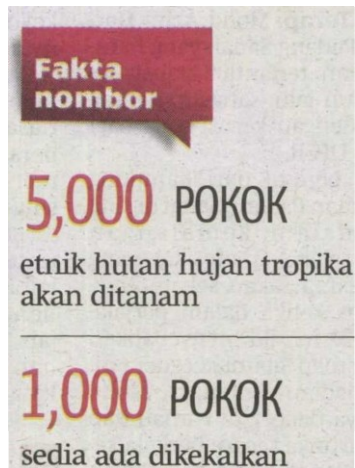 Fakta
nombor
5,000 POKOK
etnik hutan hujan tropika
akan ditanam
1,000 POKOK
sedia ada dikekalkan